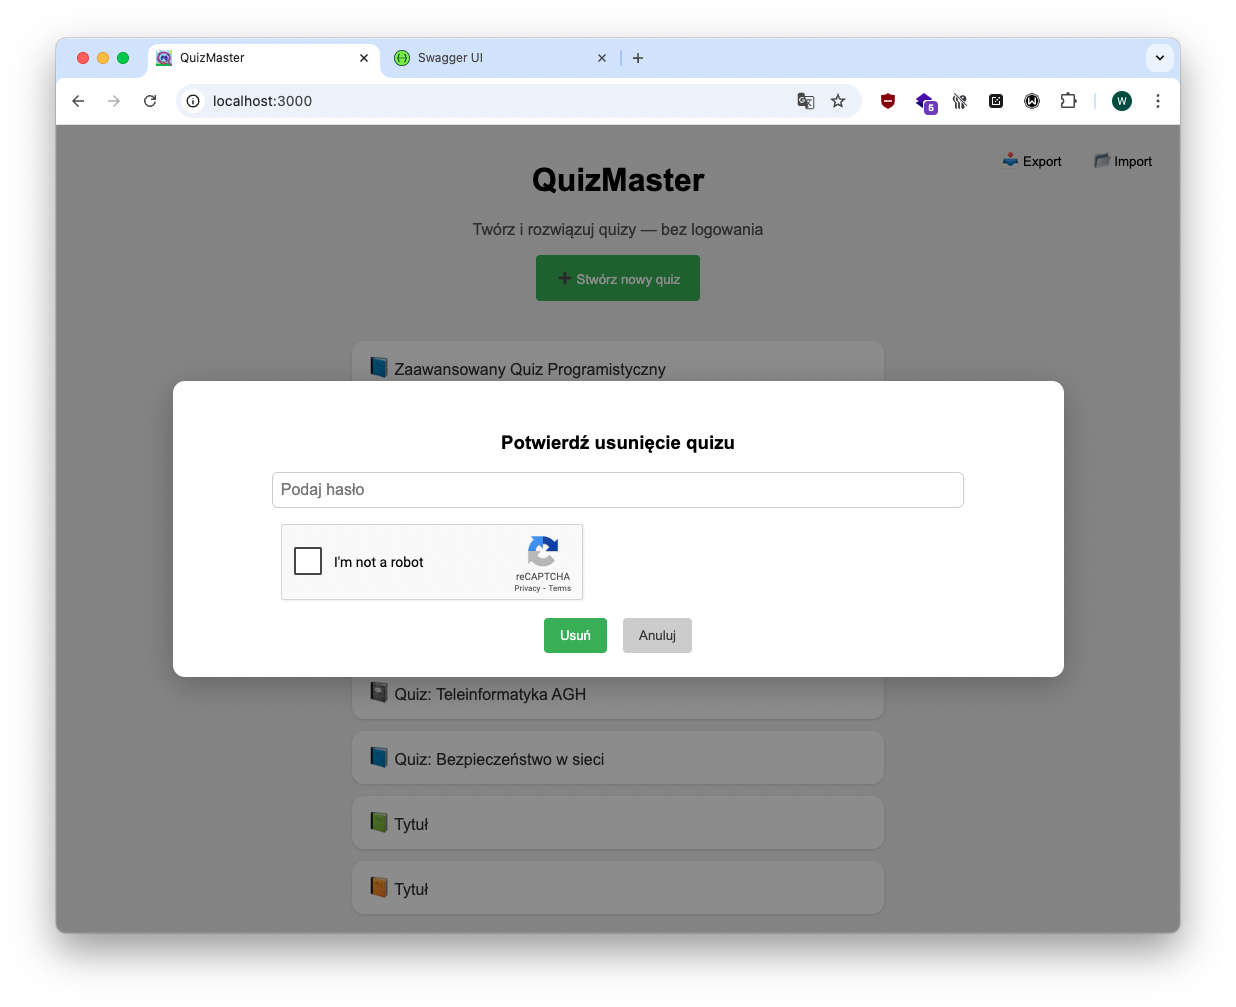 QuizMaster
Swagger UI
localhost:3000
5
W
Export
Import
QuizMaster
Twórz i rozwiązuj quizy — bez logowania
Stwórz nowy quiz
Zaawansowany Quiz Programistyczny
Potwierdź usunięcie quizu
Podaj hasło
I'm not a robot
reCAPTCHA
Privacy - Terms
Usuń
Anuluj
Quiz: Teleinformatyka AGH
Quiz: Bezpieczeństwo w sieci
Tytuł
Tytuł